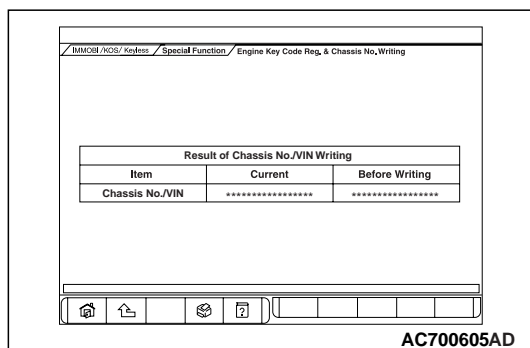 IMMOBI /KOS/ Keyless / Special Function / Engine Key Code Reg. & Chassis No.Writing
Result of Chassis No./VIN Writing
Item Current Before Writing
Chassis No./VIN ***************** *****************
?
AC700605AD